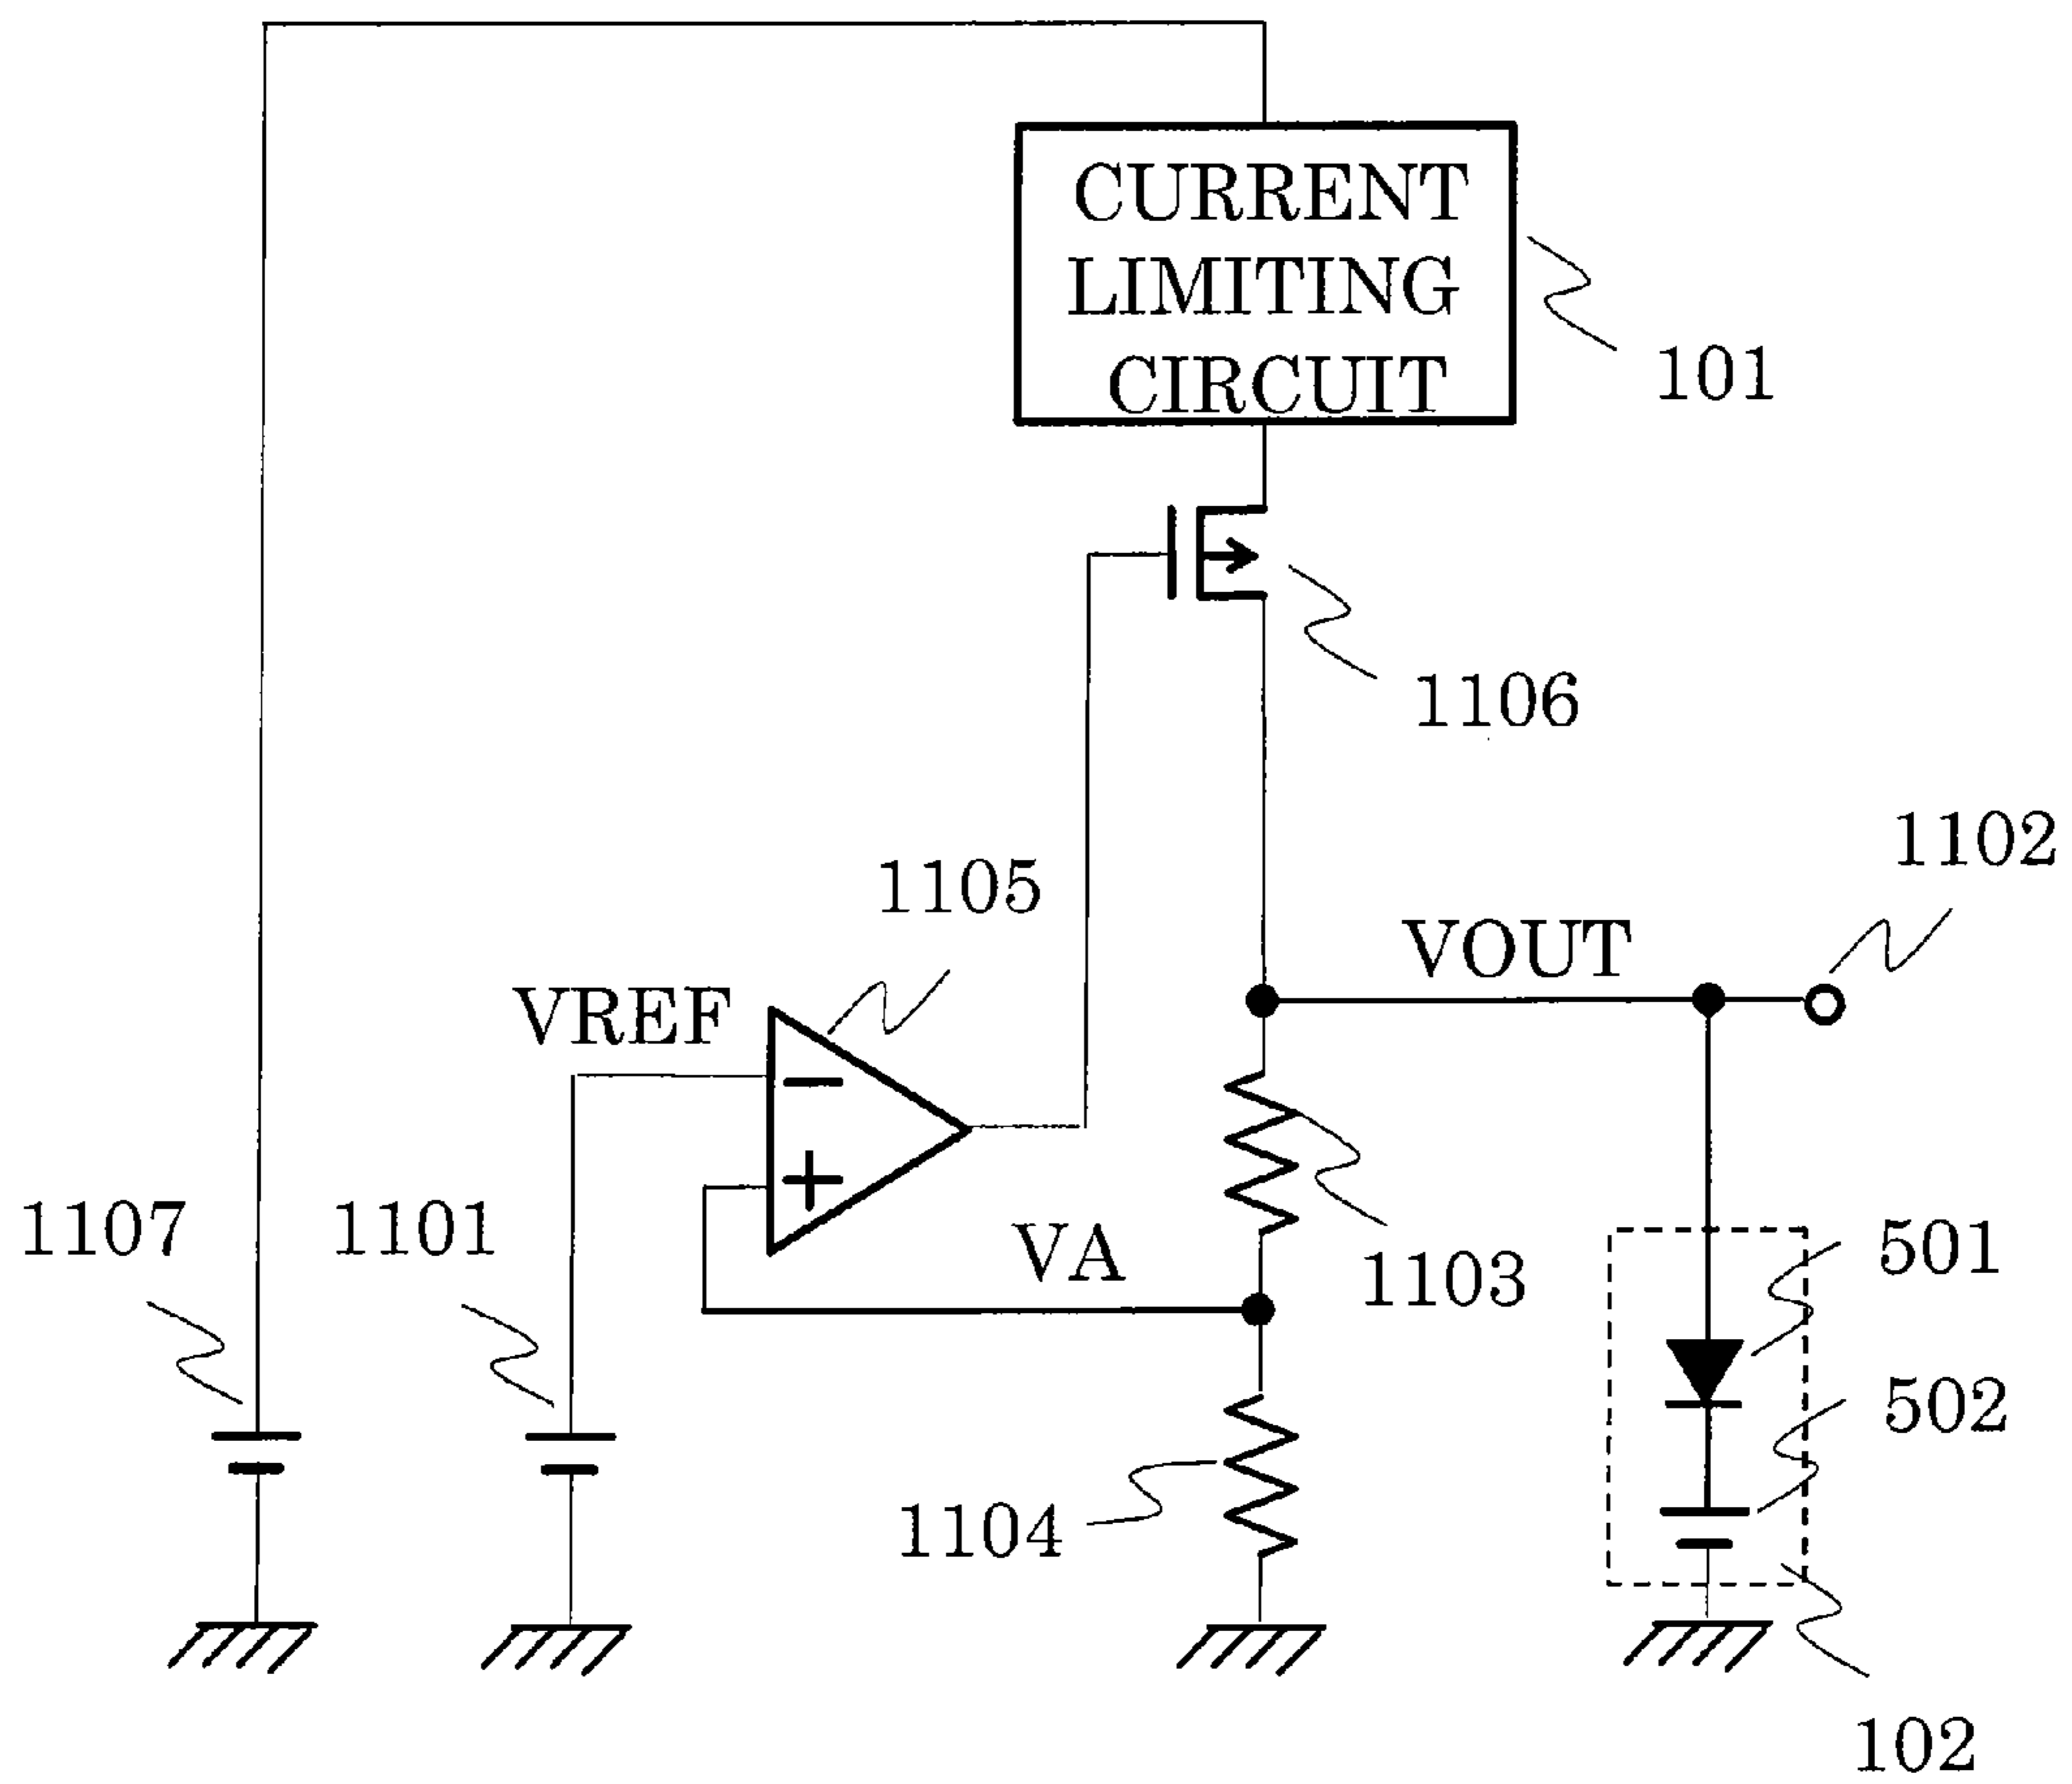 CURRENT
LIMITING
CIRCUIT
101
1106
1102
1105
VOUT
VREF
1107
1101
VA
1103
501
502
1104
102